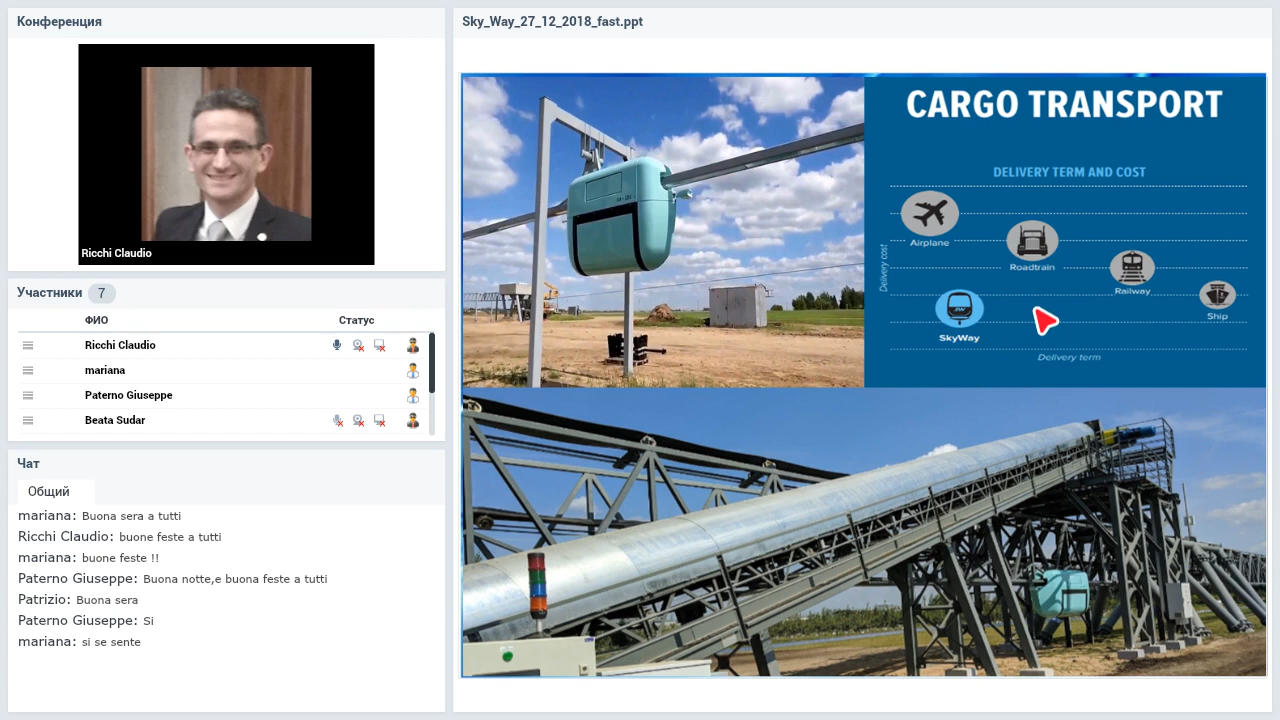 Конференция
Ricchi Claudio
Участники 7
ФИО Статус
Ricchi Claudio
mariana
Paterno Giuseppe
Beata Sudar
Чат
Общий
mariana: Buona sera a tutti
Ricchi Claudio: buone feste a tutti
mariana: buone feste !!
Paterno Giuseppe: Buona notte,e buona feste a tutti
Patrizio: Buona sera
Paterno Giuseppe: Si
mariana: si se sente
Sky_Way_27_12_2018_fast.ppt
CARGO TRANSPORT
DELIVERY TERM AND COST
Delivery cost
Airplane
Roadtrain
Railway
Ship
SW
SkyWay
Delivery term